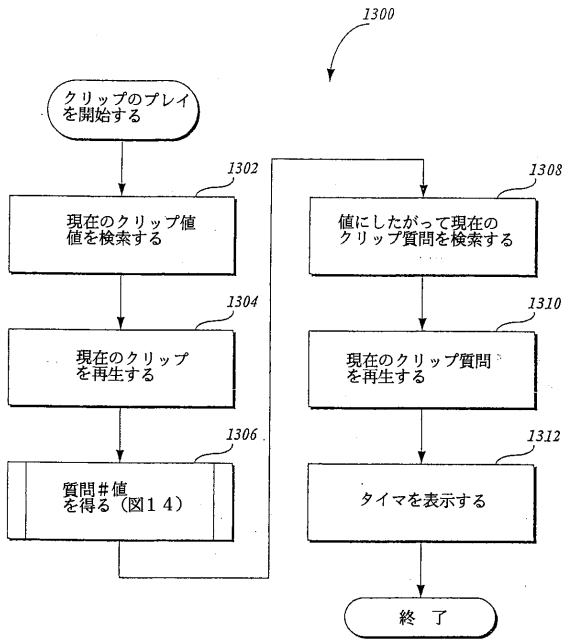 1300
クリップのプレイ
を開始する
1302
現在のクリップ値
値を検索する
1304
現在のクリップ
を再生する
1306
質問#値
を得る(図14)
1308
値にしたがって現在の
クリップ質問を検索する
1310
現在のクリップ質問
を再生する
1312
タイマを表示する
終 了